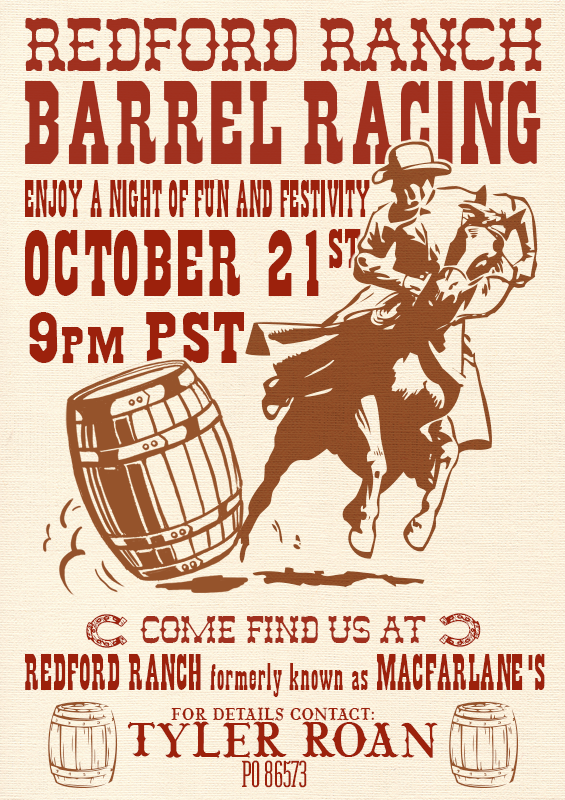 REDFORD RANCH
BARREL RACING
ENJOY A NIGHT OF FUN AND FESTIVITY
OCTOBER 21ST
9PM PST
COME FIND US AT
REDFORD RANCH formerly known as MACFARLANE'S
FOR DETAILS CONTACT:
TYLER ROAN
PO 86573